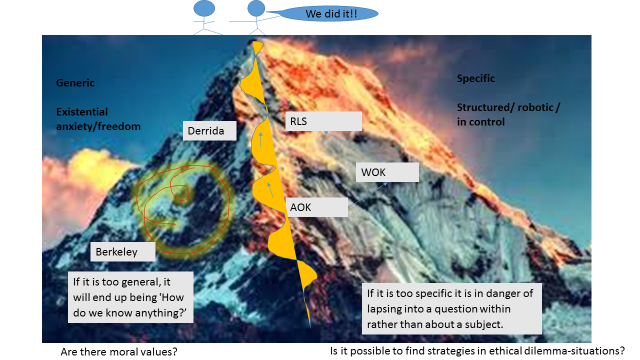 We did it!!
Generic
Specific
Existential
anxiety/freedom
Structured/ robotic /
in control
Derrida
RLS
WOK
AOK
Berkeley
If it is too general, it
will end up being 'How
do we know anything?'
If it is too specific it is in danger of
lapsing into a question within
rather than about a subject.
Are there moral values?
Is it possible to find strategies in ethical dilemma-situations?